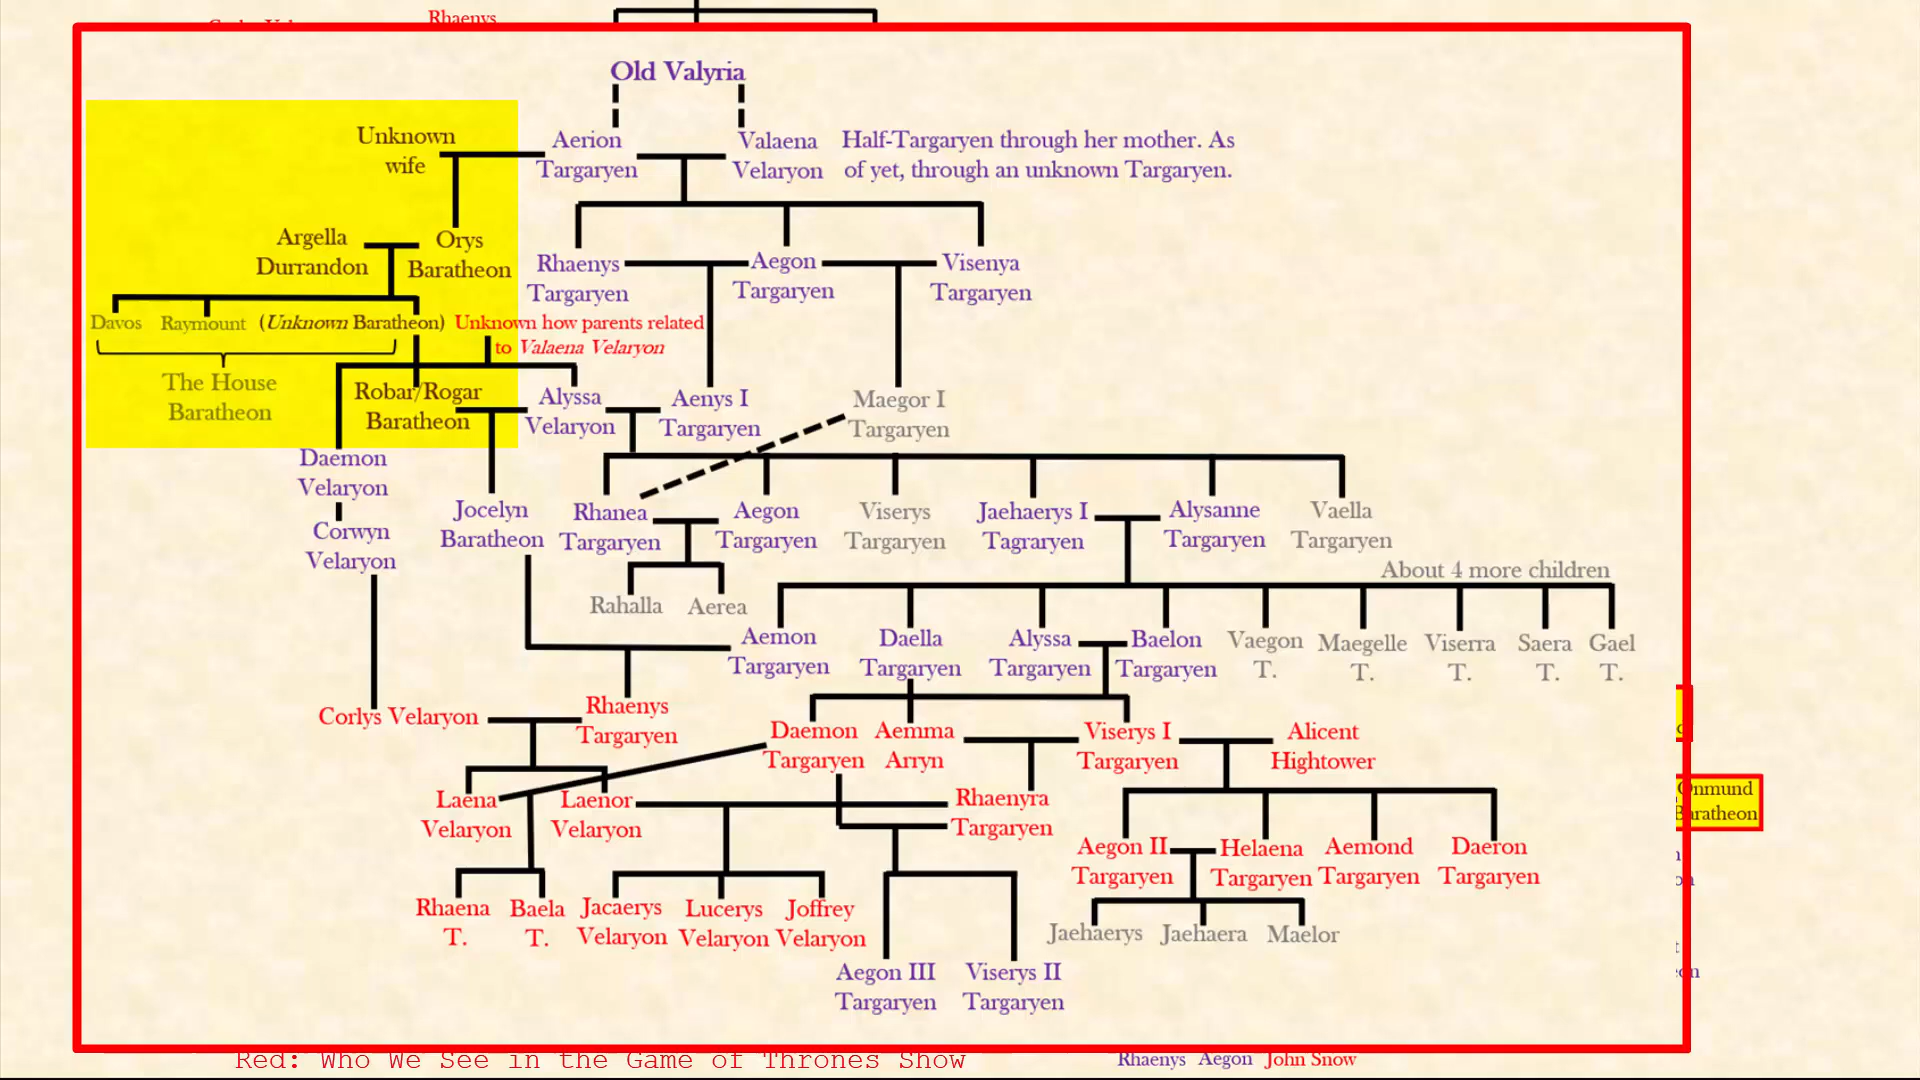 Rhaenys
Old Valyria
Unknown
wife
Aerion
Targaryen
Valaena
Velaryon
Half-Targaryen through her mother. As
of yet, through an unknown Targaryen.
Argella
Durrandon
Orys
Baratheon
Rhaenys
Targaryen
Aegon
Targaryen
Visenya
Targaryen
Davos
Raymount
(Unknown Baratheon)
Unknown how parents related
to Valaena Velaryon
The House
Baratheon
Robar/Rogar
Baratheon
Alyssa
Velaryon
Aenys I
Targaryen
Maegor I
Targaryen
Daemon
Velaryon
Corwyn
Velaryon
Jocelyn
Baratheon
Rhanea
Targaryen
Aegon
Targaryen
Viserys
Targaryen
Jaehaerys I
Tagraryen
Alysanne
Targaryen
Vaella
Targaryen
About 4 more children
Rahalla
Aerea
Aemon
Targaryen
Daella
Targaryen
Alyssa
Targaryen
Baelon
Targaryen
Vaegon
T.
Maegelle
T.
Viserra
T.
Saera
T.
Gael
T.
Corlys Velaryon
Rhaenys
Targaryen
Daemon
Targaryen
Aemma
Arryn
Viserys I
Targaryen
Alicent
Hightower
Laena
Velaryon
Laenor
Velaryon
Rhaenyra
Targaryen
Onmund
Baratheon
Aegon II
Targaryen
Helaena
Targaryen
Aemond
Targaryen
Daeron
Targaryen
Rhaena
T.
Baela
T.
Jacaerys
Velaryon
Lucerys
Velaryon
Joffrey
Velaryon
Jaehaerys
Jaehaera
Maelor
Aegon III
Targaryen
Viserys II
Targaryen
Red: Who We See in the Game of Thrones Show
Rhaenys Aegon John Snow